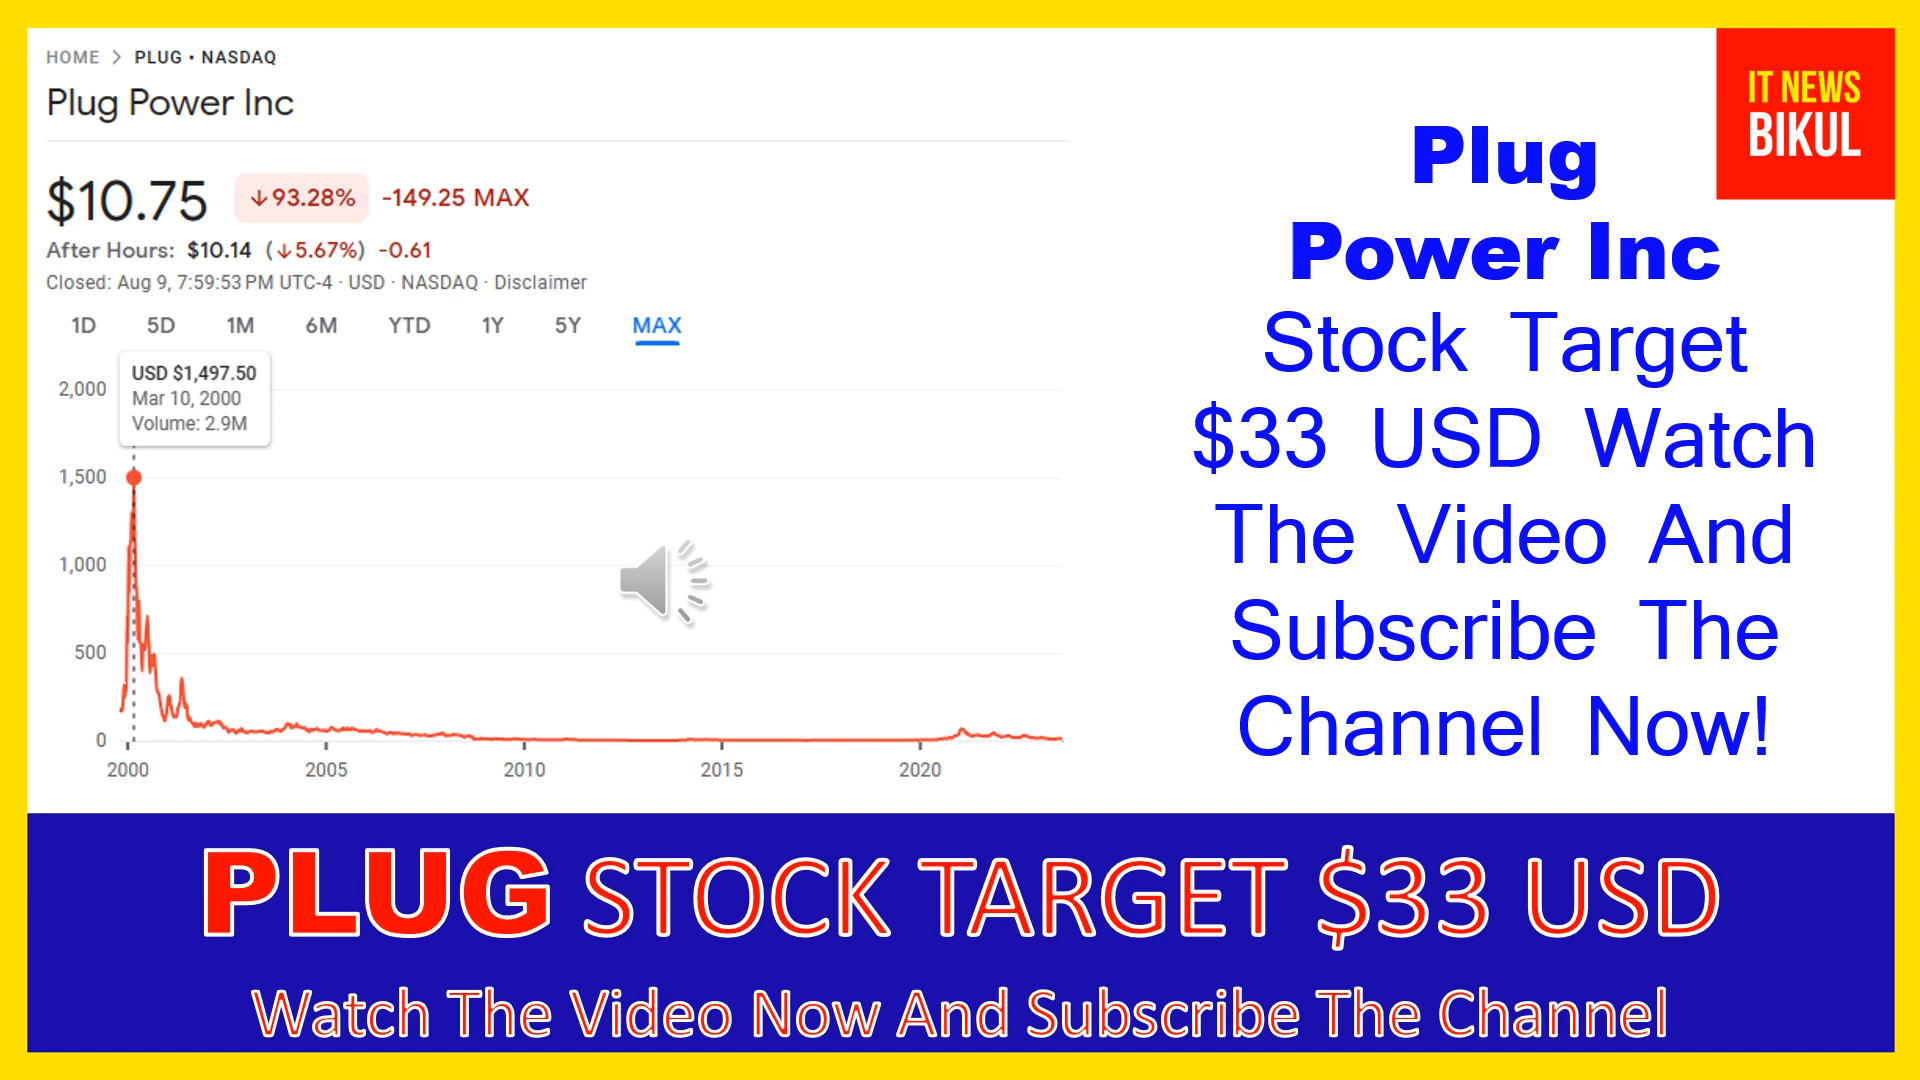 HOME > PLUG • NASDAQ
Plug Power Inc
$10.75 ↓93.28% -149.25 MAX
After Hours: $10.14 (↓5.67%) -0.61
Closed: Aug 9, 7:59:53 PM UTC-4 · USD · NASDAQ · Disclaimer
1D 5D 1M 6M YTD 1Y 5Y MAX
USD $1,497.50
Mar 10, 2000
Volume: 2.9M
2,000
1,500
1,000
500
0
2000 2005 2010 2015 2020
IT NEWS
BIKUL
Plug
Power Inc
Stock Target
$33 USD Watch
The Video And
Subscribe The
Channel Now!
PLUG STOCK TARGET $33 USD
Watch The Video Now And Subscribe The Channel